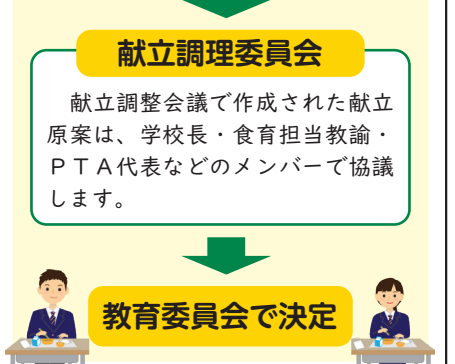 献立調理委員会
　献立調整会議で作成された献立
原案は、学校長・食育担当教諭・
ＰＴＡ代表などのメンバーで協議
します。
教育委員会で決定